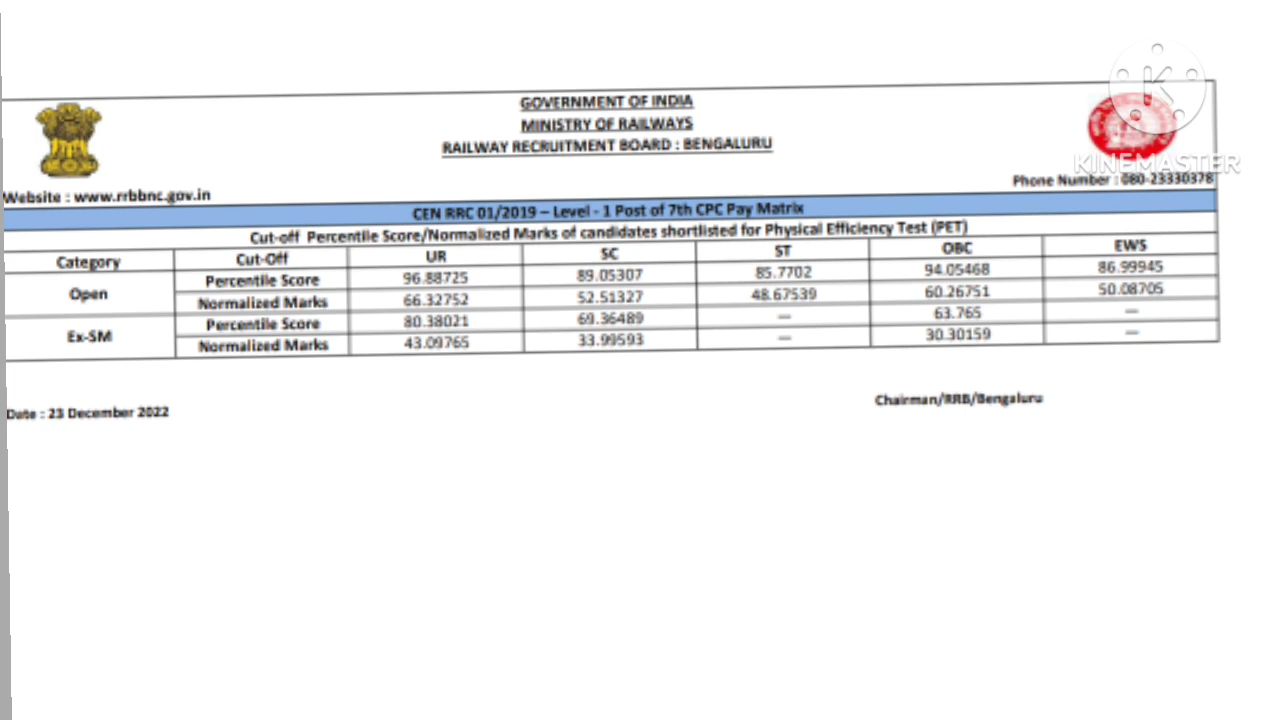 GOVERNMENT OF INDIA
MINISTRY OF RAILWAYS
RAILWAY RECRUITMENT BOARD : BENGALURU
KINEMASTER
Website : www.rrbbnc.gov.in Phone Number : 080-23330378
CEN RRC 01/2019 – Level - 1 Post of 7th CPC Pay Matrix
Cut-off Percentile Score/Normalized Marks of candidates shortlisted for Physical Efficiency Test (PET)
Category Cut-Off UR SC ST OBC EWS
Open Percentile Score 96.88725 89.05307 85.7702 94.05468 86.99945
Normalized Marks 66.32752 52.51327 48.67539 60.26751 50.08705
Ex-SM Percentile Score 80.38021 69.36489 — 63.765 —
Normalized Marks 43.09765 33.99593 — 30.30159 —
Date : 23 December 2022 Chairman/RRB/Bengaluru